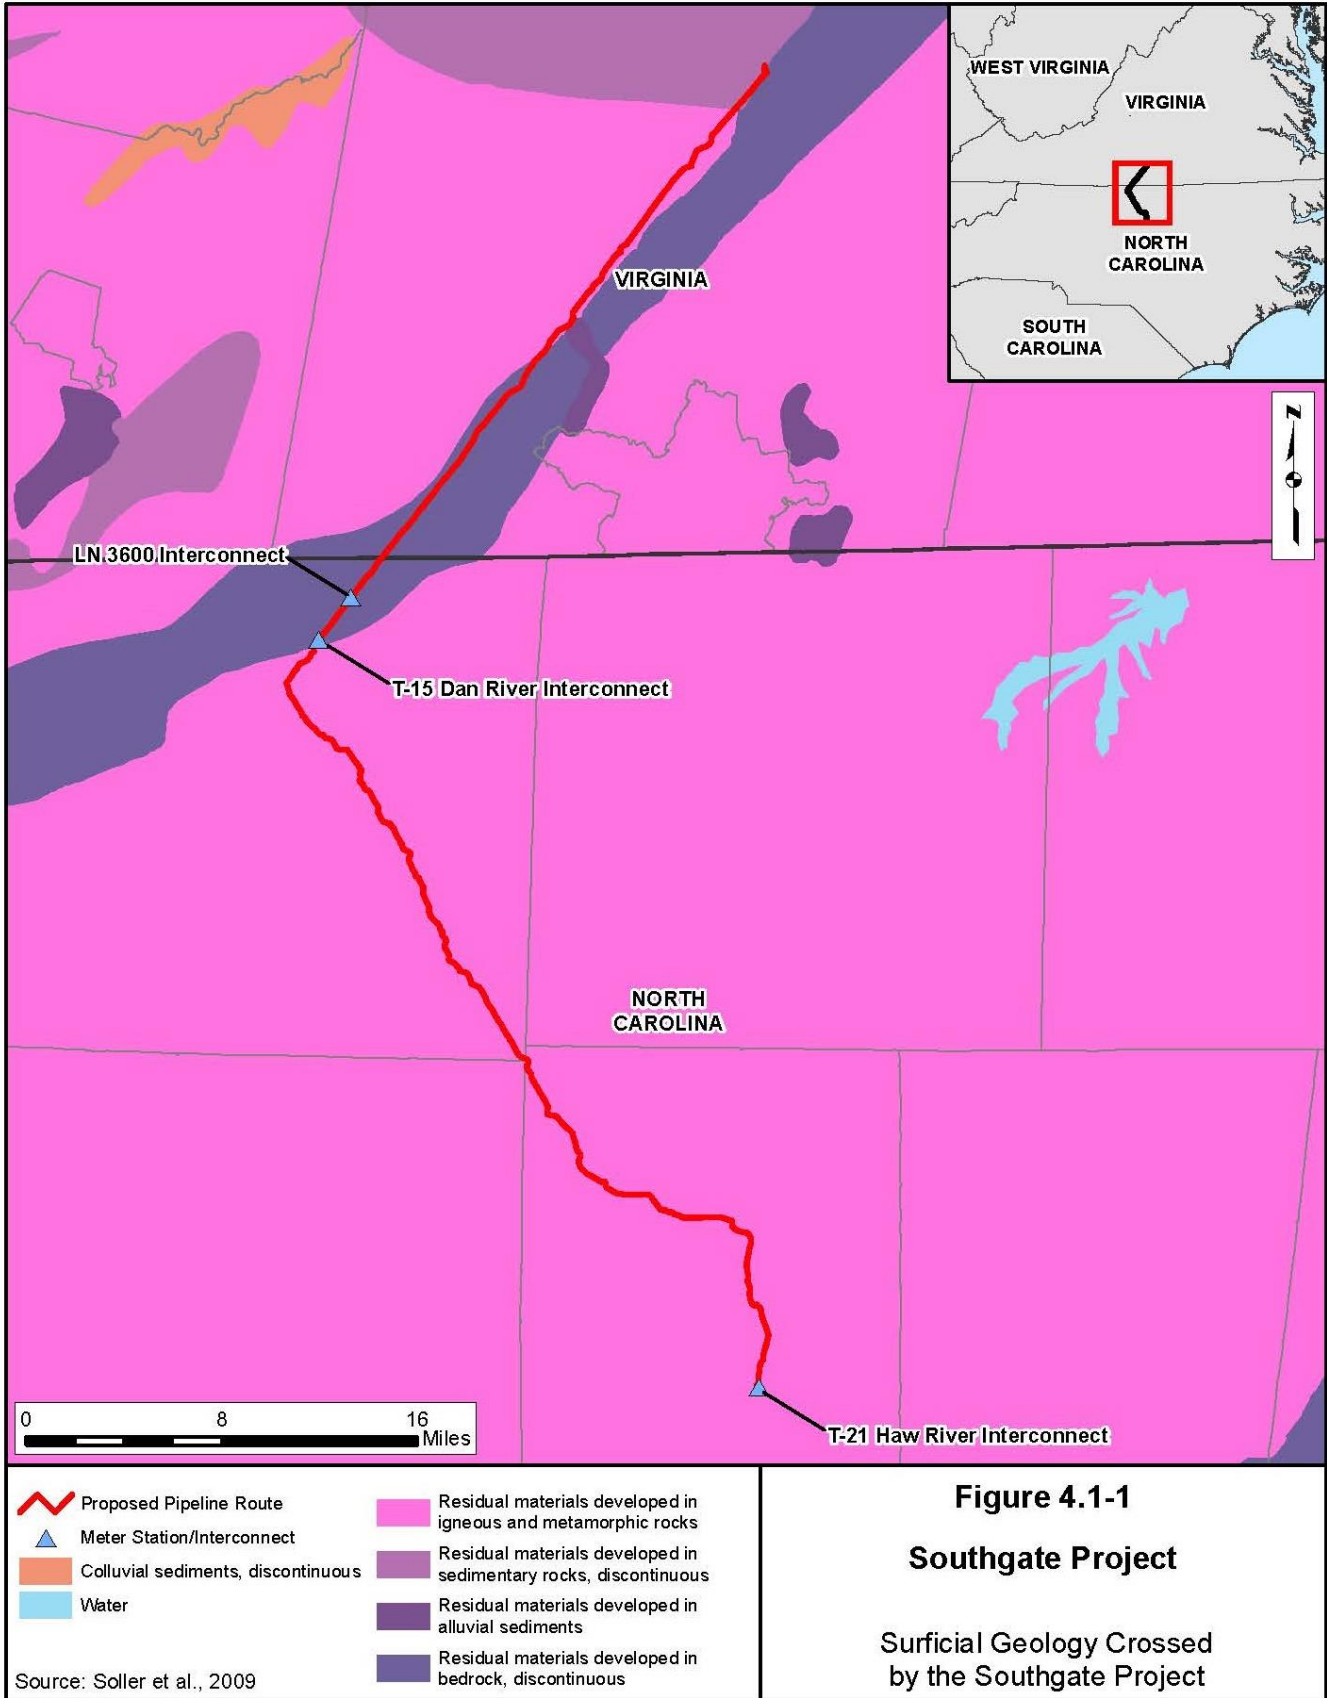 WEST VIRGINIA
VIRGINIA
NORTH
CAROLINA
SOUTH
CAROLINA
VIRGINIA
N
LN 3600 Interconnect
T-15 Dan River Interconnect
NORTH
CAROLINA
T-21 Haw River Interconnect
0 8 16
Miles
Proposed Pipeline Route
Meter Station/Interconnect
Colluvial sediments, discontinuous
Water
Source: Soller et al., 2009
Residual materials developed in
igneous and metamorphic rocks
Residual materials developed in
sedimentary rocks, discontinuous
Residual materials developed in
alluvial sediments
Residual materials developed in
bedrock, discontinuous
Figure 4.1-1
Southgate Project
Surficial Geology Crossed
by the Southgate Project